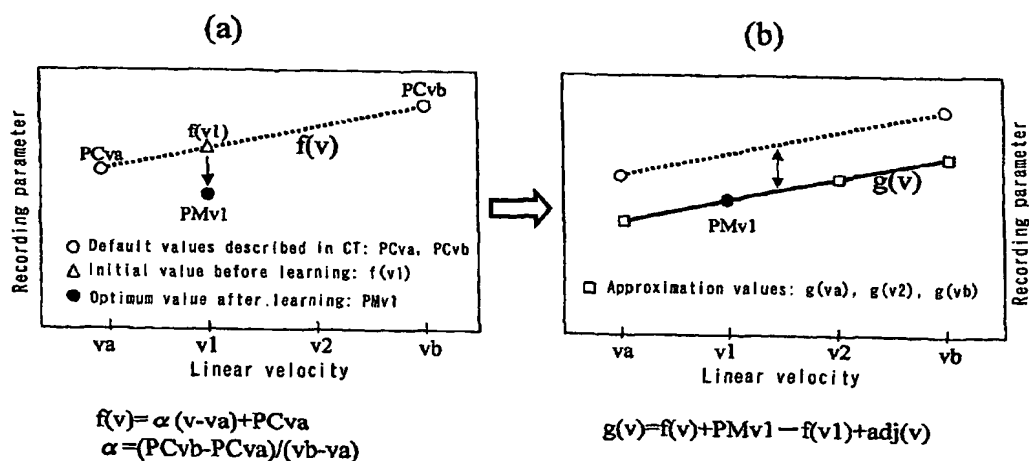 (a)
Recording parameter
PCva
f(v1)
PMv1
f(v)
PCvb
○ Default values described in CT: PCva, PCvb
△ Initial value before learning: f(v1)
● Optimum value after.learning: PMv1
va v1 v2 vb
Linear velocity
f(v)=α(v-va)+PCva
α=(PCvb-PCva)/(vb-va)
(b)
Recording parameter
PMv1
g(v)
□ Approximation values: g(va), g(v2), g(vb)
va v1 v2 vb
Linear velocity
g(v)=f(v)+PMv1－f(v1)+adj(v)